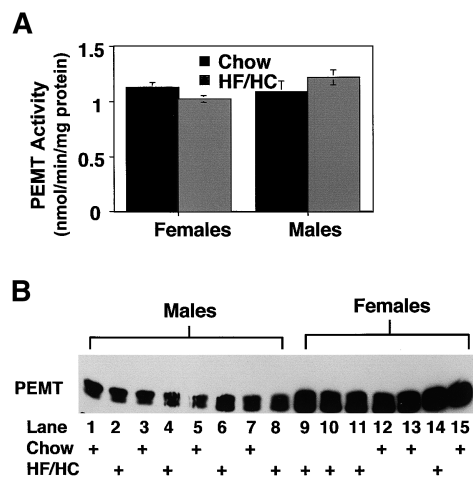 A
PEMT Activity
(nmol/min/mg protein)
1.5
1
0.5
0
Chow
HF/HC
Females Males
B
Males Females
PEMT
Lane 1 2 3 4 5 6 7 8 9 10 11 12 13 14 15
Chow + + + + + + +
HF/HC + + + + + + + +